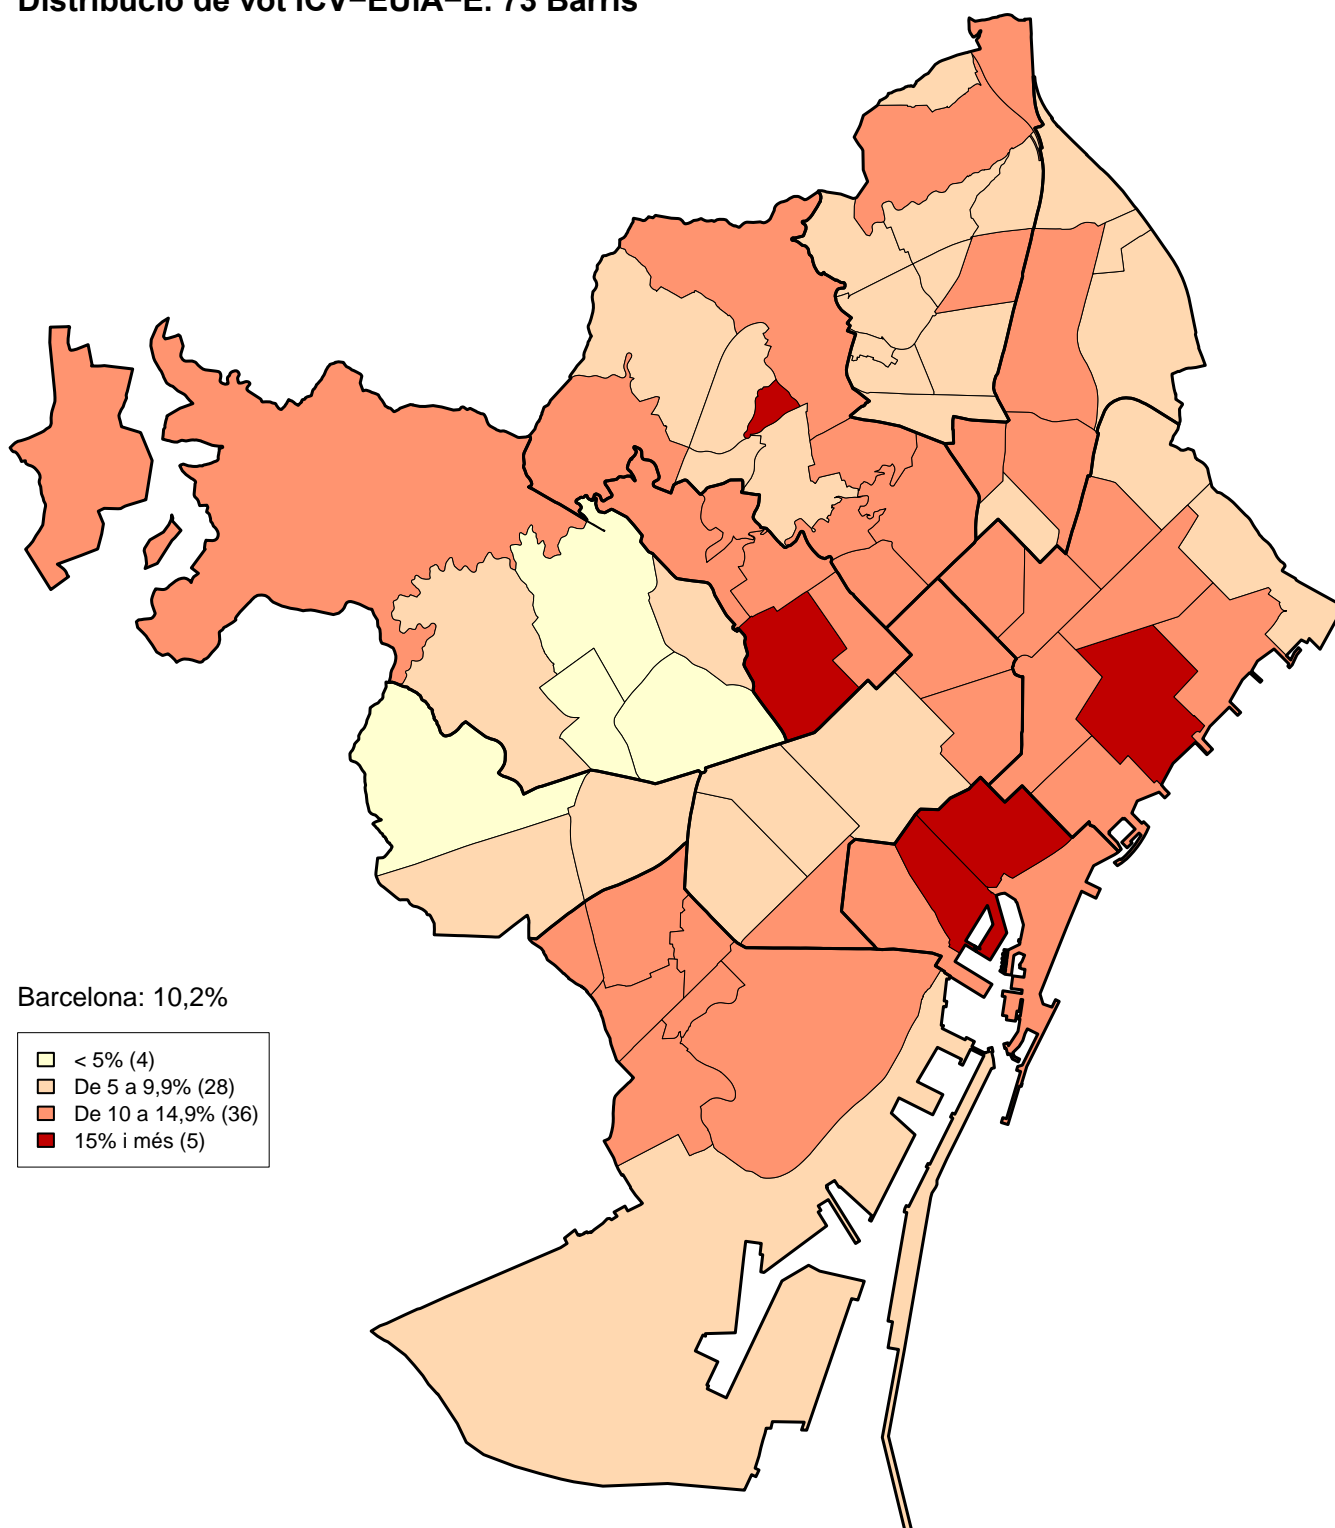 Distribució de vot ICV−EUiA−E. 73 Barris
Barcelona: 10,2%
< 5% (4)
De 5 a 9,9% (28)
De 10 a 14,9% (36)
15% i més (5)